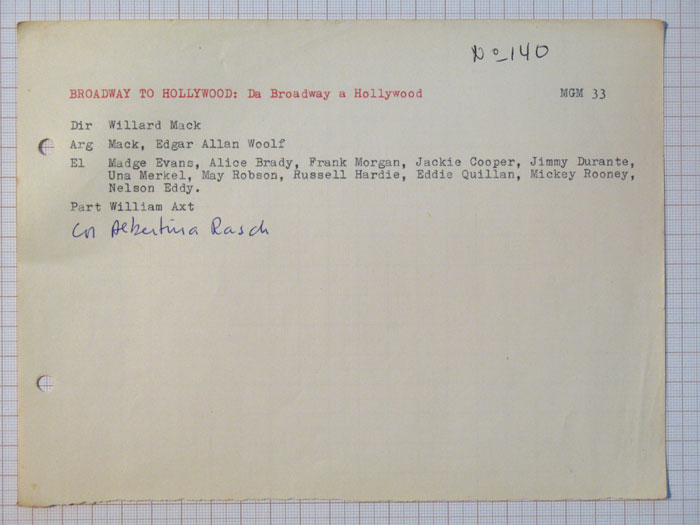 No 140
BROADWAY TO HOLLYWOOD: Da Broadway a Hollywood MGM 33
Dir Willard Mack
Arg Mack, Edgar Allan Woolf
El Madge Evans, Alice Brady, Frank Morgan, Jackie Cooper, Jimmy Durante,
Una Merkel, May Robson, Russell Hardie, Eddie Quillan, Mickey Rooney,
Nelson Eddy.
Part William Axt
Cor Albertina Rasch